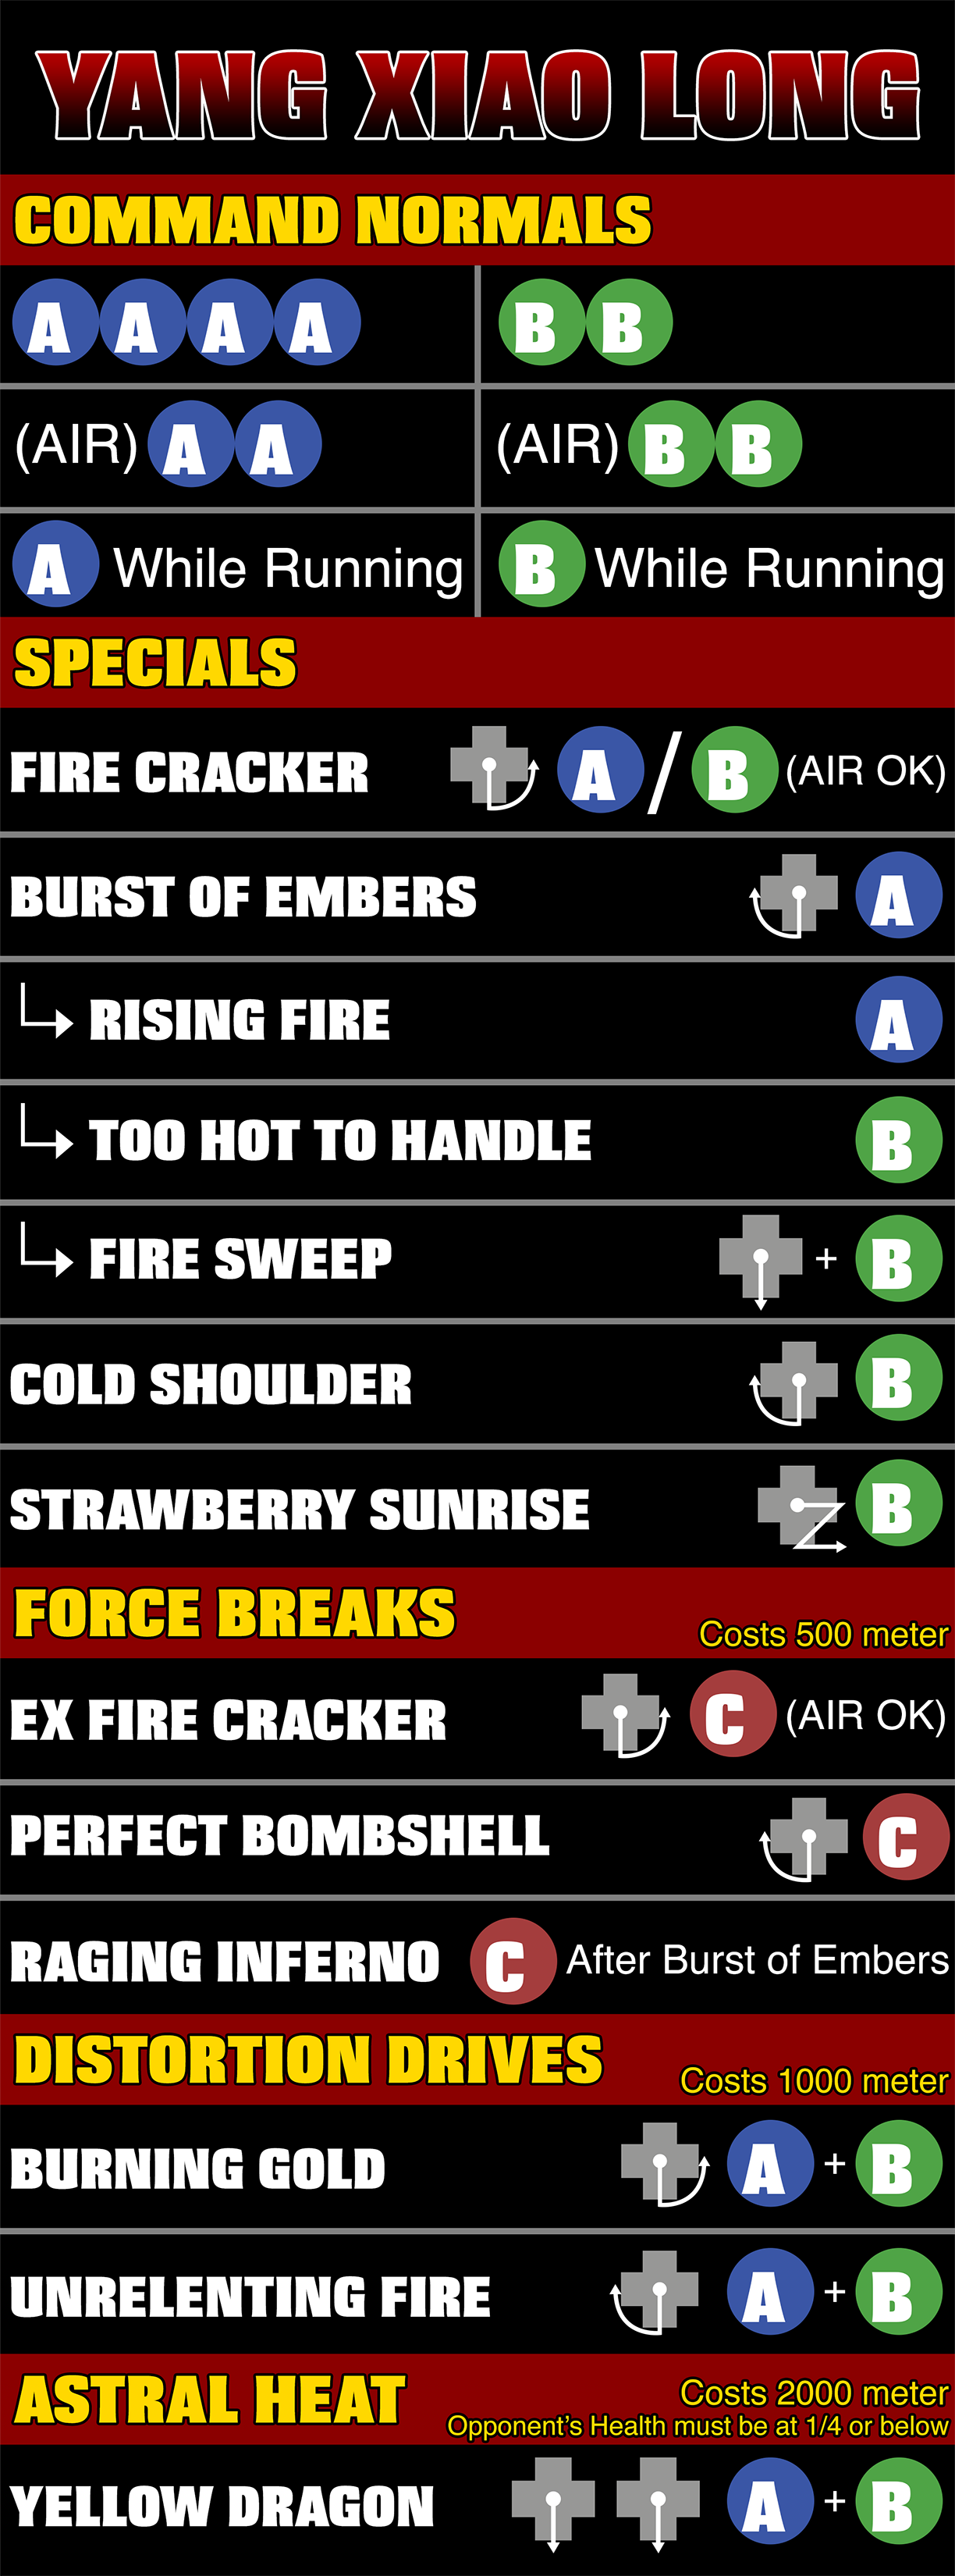 YANG XIAO LONG
COMMAND NORMALS
A A A A
B B
(AIR) A A
(AIR) B B
A While Running
B While Running
SPECIALS
FIRE CRACKER A / B (AIR OK)
BURST OF EMBERS A
RISING FIRE A
TOO HOT TO HANDLE B
FIRE SWEEP + B
COLD SHOULDER B
STRAWBERRY SUNRISE B
FORCE BREAKS
Costs 500 meter
EX FIRE CRACKER C (AIR OK)
PERFECT BOMBSHELL C
RAGING INFERNO C After Burst of Embers
DISTORTION DRIVES
Costs 1000 meter
BURNING GOLD A + B
UNRELENTING FIRE A + B
ASTRAL HEAT
Costs 2000 meter
Opponent's Health must be at 1/4 or below
YELLOW DRAGON A + B